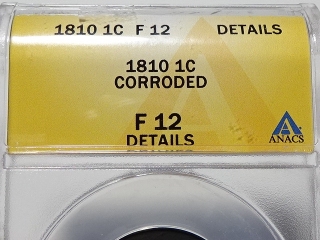 1810 1C F 12 DETAILS
1810 1C
CORRODED
F 12
DETAILS
ANACS